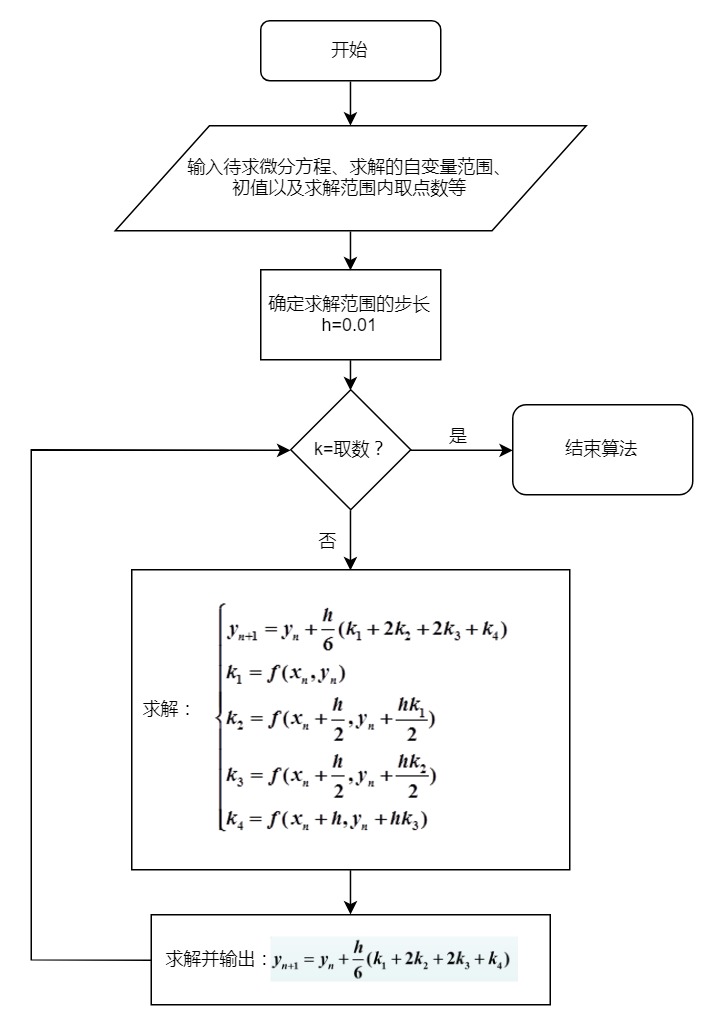 开始
输入待求微分方程、求解的自变量范围、
初值以及求解范围内取点数等
确定求解范围的步长
h=0.01
k=取数？
是
结束算法
否
y_{n+1} = y_n + \frac{h}{6}(k_1 + 2k_2 + 2k_3 + k_4)
k_1 = f(x_n, y_n)
求解：
k_2 = f(x_n + \frac{h}{2}, y_n + \frac{hk_1}{2})
k_3 = f(x_n + \frac{h}{2}, y_n + \frac{hk_2}{2})
k_4 = f(x_n + h, y_n + hk_3)
求解并输出：y_{n+1} = y_n + \frac{h}{6}(k_1 + 2k_2 + 2k_3 + k_4)